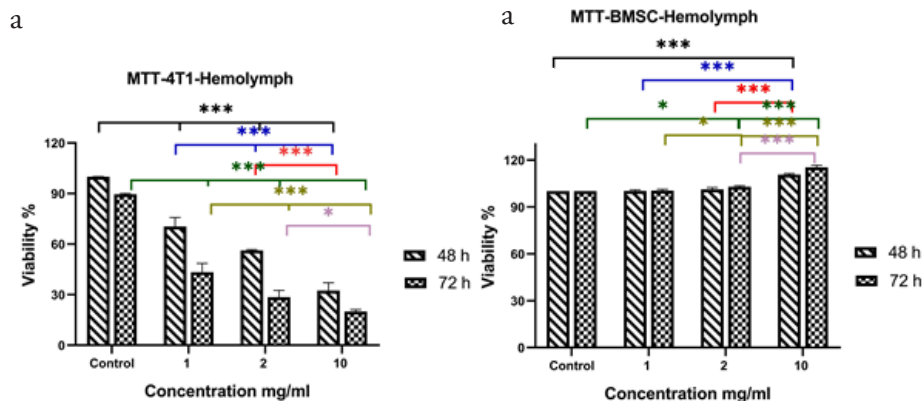 a
MTT-4T1-Hemolymph
***
***
***
***
***
*
120
90
60
30
0
Viability %
Control 1 2 10
Concentration mg/ml
48 h
72 h
a
MTT-BMSC-Hemolymph
***
***
***
* ***
* ***
***
120
90
60
30
0
Viability %
Control 1 2 10
Concentration mg/ml
48 h
72 h